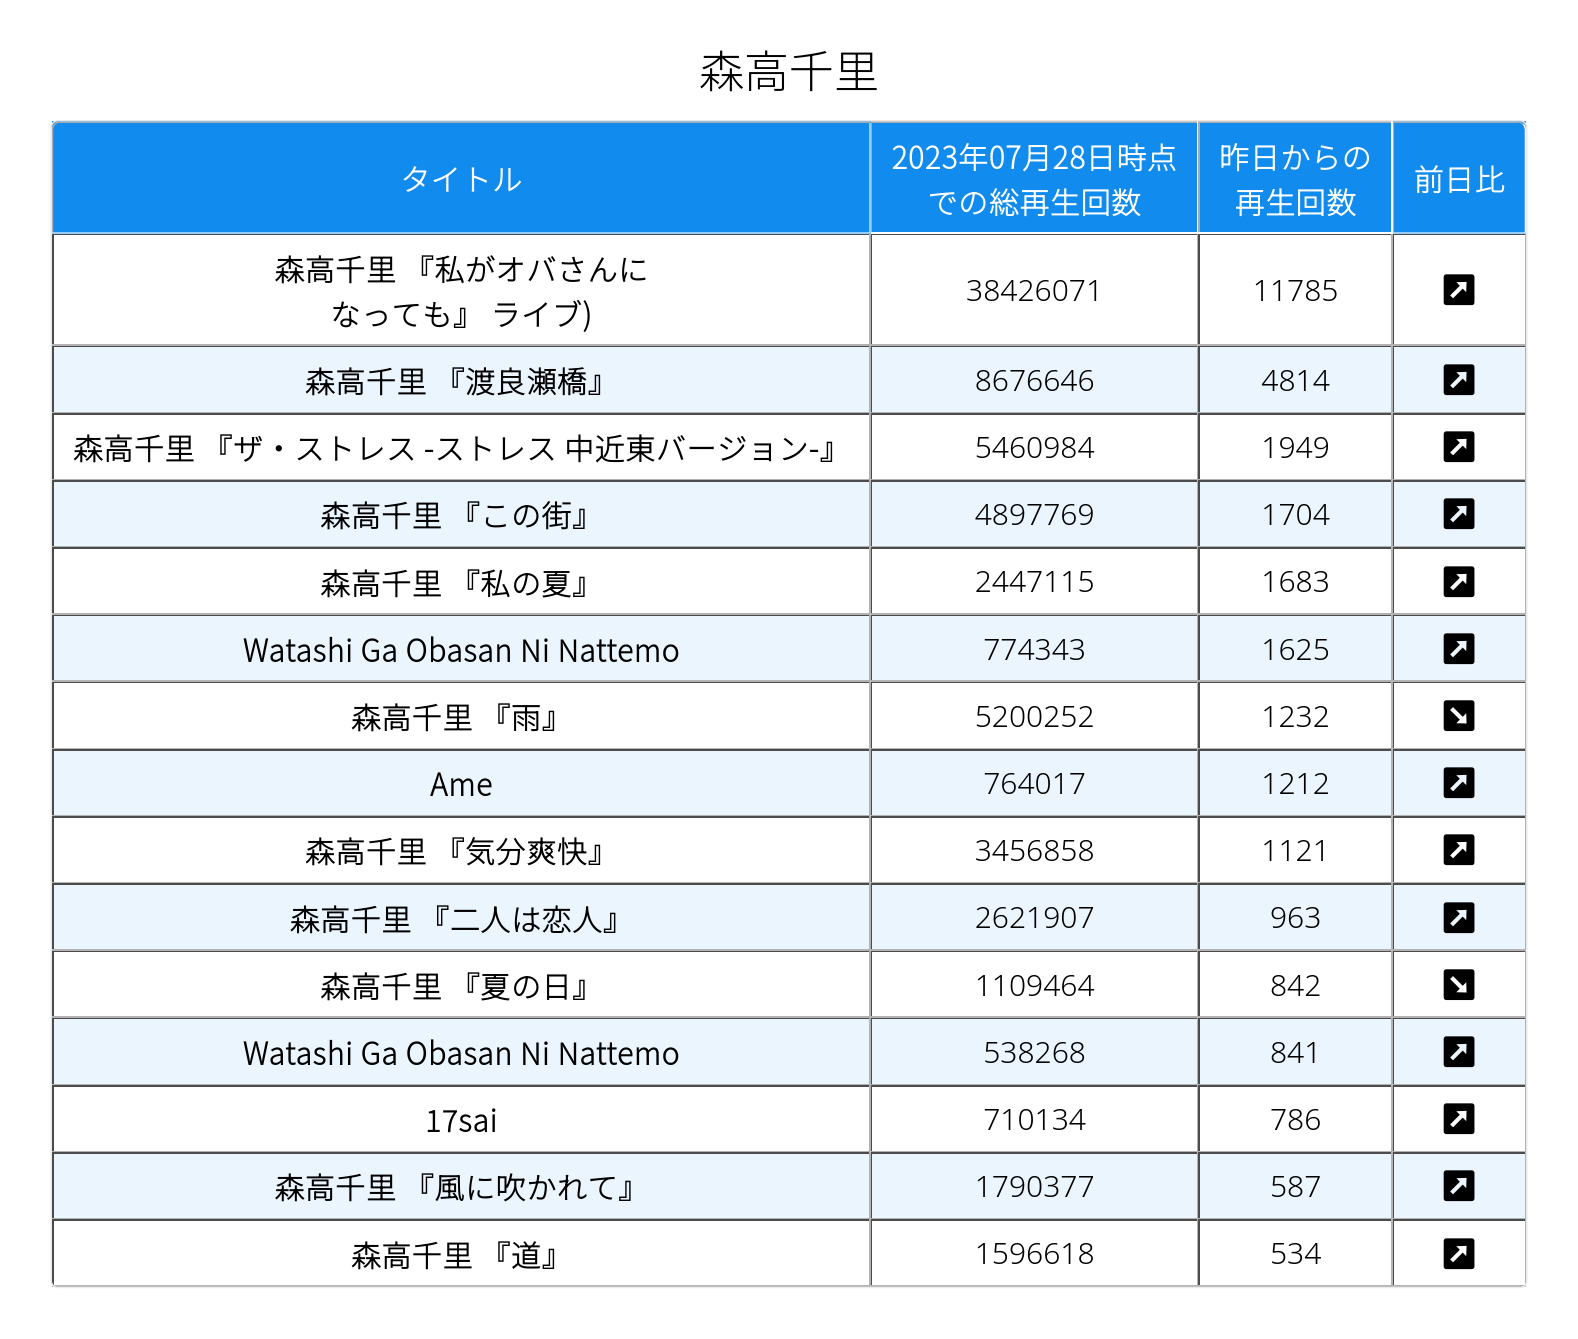 森高千里
タイトル
2023年07月28日時点
での総再生回数
昨日からの
再生回数
前日比
森高千里 『私がオバさんに
なっても』 ライブ)
38426071
11785
森高千里 『渡良瀬橋』
8676646
4814
森高千里 『ザ・ストレス -ストレス 中近東バージョン-』
5460984
1949
森高千里 『この街』
4897769
1704
森高千里 『私の夏』
2447115
1683
Watashi Ga Obasan Ni Nattemo
774343
1625
森高千里 『雨』
5200252
1232
Ame
764017
1212
森高千里 『気分爽快』
3456858
1121
森高千里 『二人は恋人』
2621907
963
森高千里 『夏の日』
1109464
842
Watashi Ga Obasan Ni Nattemo
538268
841
17sai
710134
786
森高千里 『風に吹かれて』
1790377
587
森高千里 『道』
1596618
534